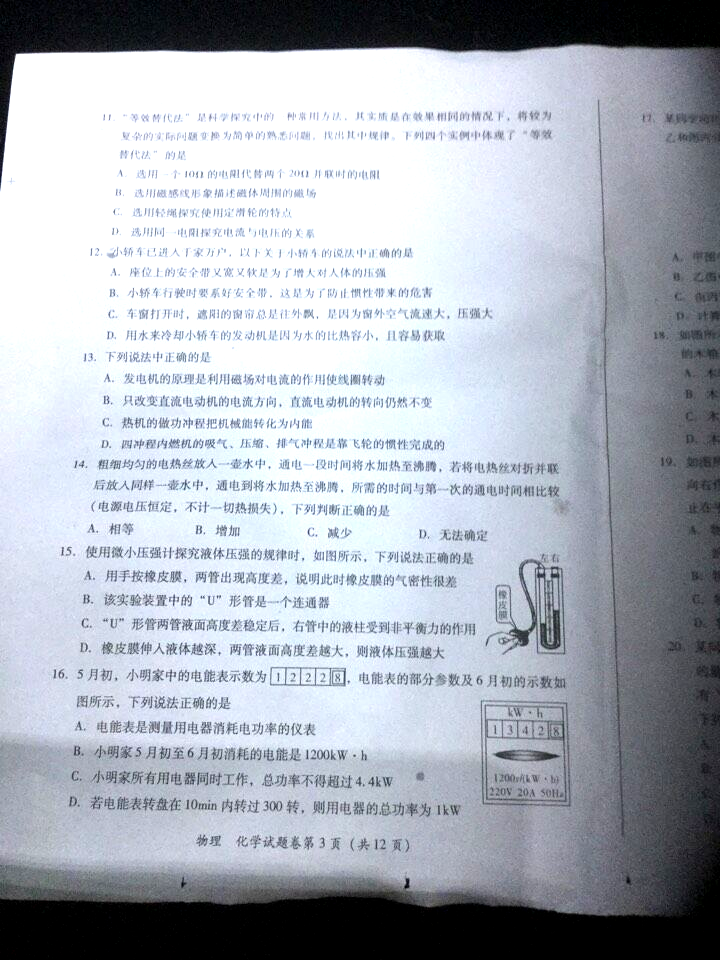 11. “等效替代法”是科学探究中的一种常用方法，其实质是在效果相同的情况下，将较为
复杂的实际问题变换为简单的熟悉问题，找出其中规律。下列四个实例中体现了“等效
替代法”的是
A. 选用一个10Ω的电阻代替两个20Ω并联时的电阻
B. 选用磁感线形象描述磁体周围的磁场
C. 选用轻绳探究使用定滑轮的特点
D. 选用同一电阻探究电流与电压的关系
12. 小轿车已进入千家万户，以下关于小轿车的说法中正确的是
A. 座位上的安全带又宽又软是为了增大对人体的压强
B. 小轿车行驶时要系好安全带，这是为了防止惯性带来的危害
C. 车窗打开时，遮阳的窗帘总是往外飘，是因为窗外空气流速大，压强大
D. 用水来冷却小轿车的发动机是因为水的比热容小，且容易获取
13. 下列说法中正确的是
A. 发电机的原理是利用磁场对电流的作用使线圈转动
B. 只改变直流电动机的电流方向，直流电动机的转向仍然不变
C. 热机的做功冲程把机械能转化为内能
D. 四冲程内燃机的吸气、压缩、排气冲程是靠飞轮的惯性完成的
14. 粗细均匀的电热丝放入一壶水中，通电一段时间将水加热至沸腾，若将电热丝对折并联
后放入同样一壶水中，通电到将水加热至沸腾，所需的时间与第一次的通电时间相比较
（电源电压恒定，不计一切热损失），下列判断正确的是
A. 相等 B. 增加 C. 减少 D. 无法确定
15. 使用微小压强计探究液体压强的规律时，如图所示，下列说法正确的是
A. 用手按橡皮膜，两管出现高度差，说明此时橡皮膜的气密性很差
B. 该实验装置中的“U”形管是一个连通器
C. “U”形管两管液面高度差稳定后，右管中的液柱受到非平衡力的作用
D. 橡皮膜伸入液体越深，两管液面高度差越大，则液体压强越大
左右
橡皮膜
16. 5月初，小明家中的电能表示数为 1 2 2 2 8，电能表的部分参数及6月初的示数如
图所示，下列说法正确的是
A. 电能表是测量用电器消耗电功率的仪表
B. 小明家5月初至6月初消耗的电能是1200kW·h
C. 小明家所有用电器同时工作，总功率不得超过4.4kW
D. 若电能表转盘在10min内转过300转，则用电器的总功率为1kW
kW·h
1 3 4 2 8
1200r/(kW·h)
220V 20A 50Hz
物理 化学试题卷第3页（共12页）
17. 某同学
乙和图丙
A. 甲图
B. 乙
C. 由
D.
18. 如图所
的木
A. 木
B. 木
C. 木
D. 木
19. 如图所
向右
止在
A.
B.
C.
D.
20. 某同